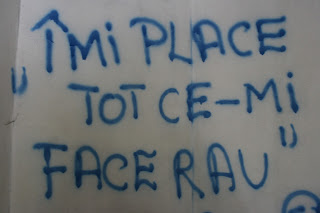 ÎMi PLACE
" TOT CE-Mi
FACE RAU "